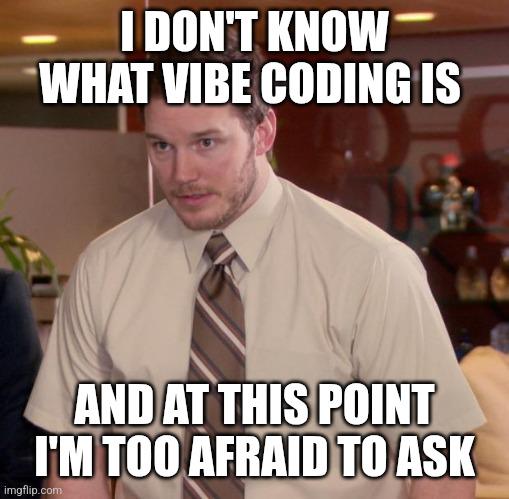 I DON'T KNOW
WHAT VIBE CODING IS
AND AT THIS POINT
I'M TOO AFRAID TO ASK
imgflip.com